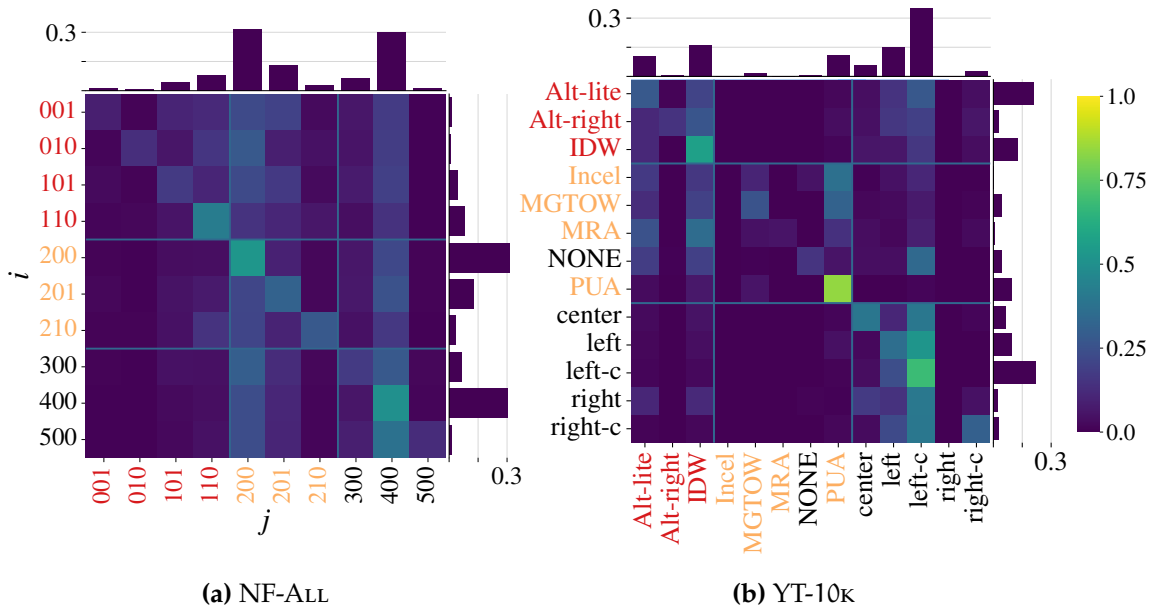 0.3
001
010
101
110
200
201
210
300
400
500
i
0.3
001
010
101
110
200
201
210
300
400
500
j
(a) NF-All
0.3
Alt-lite
Alt-right
IDW
Incel
MGTOW
MRA
NONE
PUA
center
left
left-c
right
right-c
0.3
Alt-lite
Alt-right
IDW
Incel
MGTOW
MRA
NONE
PUA
center
left
left-c
right
right-c
1.0
0.75
0.5
0.25
0.0
(b) YT-10k